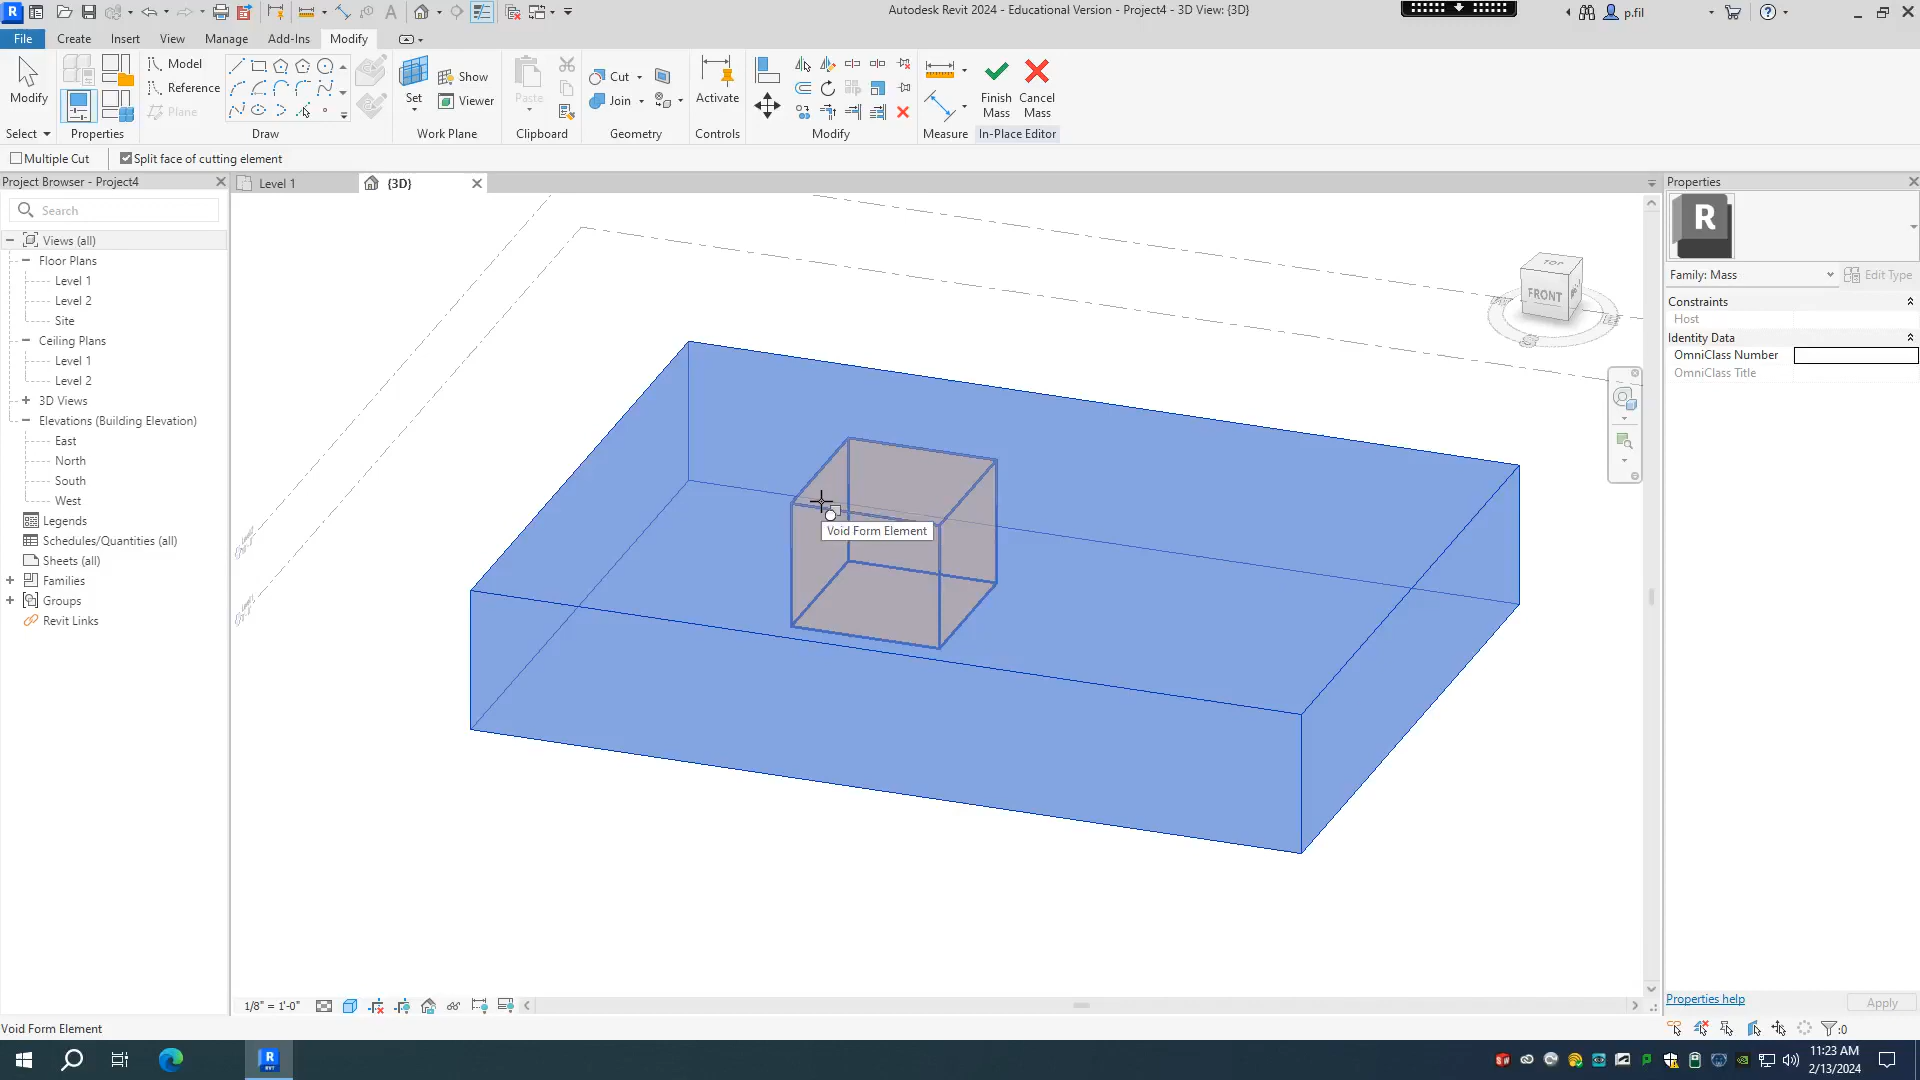 Autodesk Revit 2024 - Educational Version - Project4 - 3D View: {3D}
p.fil
File Create Insert View Manage Add-Ins Modify
Modify
Model
Reference
Plane
Set
Show
Viewer
Paste
Cut
Join
Activate
Finish Mass
Cancel Mass
Select Properties Draw Work Plane Clipboard Geometry Controls Modify Measure In-Place Editor
Multiple Cut Split face of cutting element
Project Browser - Project4
Level 1
{3D}
Properties
Search
Views (all)
Floor Plans
Level 1
Level 2
Site
Ceiling Plans
Level 1
Level 2
3D Views
Elevations (Building Elevation)
East
North
South
West
Legends
Schedules/Quantities (all)
Sheets (all)
Families
Groups
Revit Links
TOP
FRONT
Void Form Element
R
Family: Mass
Edit Type
Constraints
Host
Identity Data
OmniClass Number
OmniClass Title
Properties help
Apply
1/8" = 1'-0"
Void Form Element
:0
11:23 AM
2/13/2024